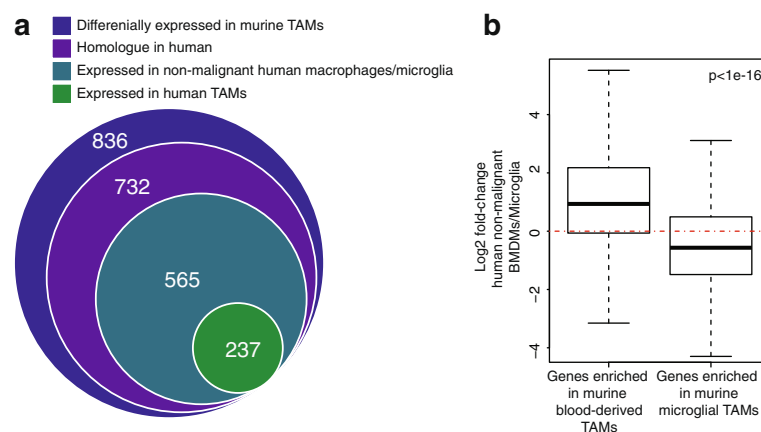 a
Differenially expressed in murine TAMs
Homologue in human
Expressed in non-malignant human macrophages/microglia
Expressed in human TAMs
836
732
565
237
b
p<1e-16
Log2 fold-change
human non-malignant
BMDMs/Microglia
4
2
0
−2
−4
Genes enriched
in murine
blood-derived
TAMs
Genes enriched
in murine
microglial TAMs